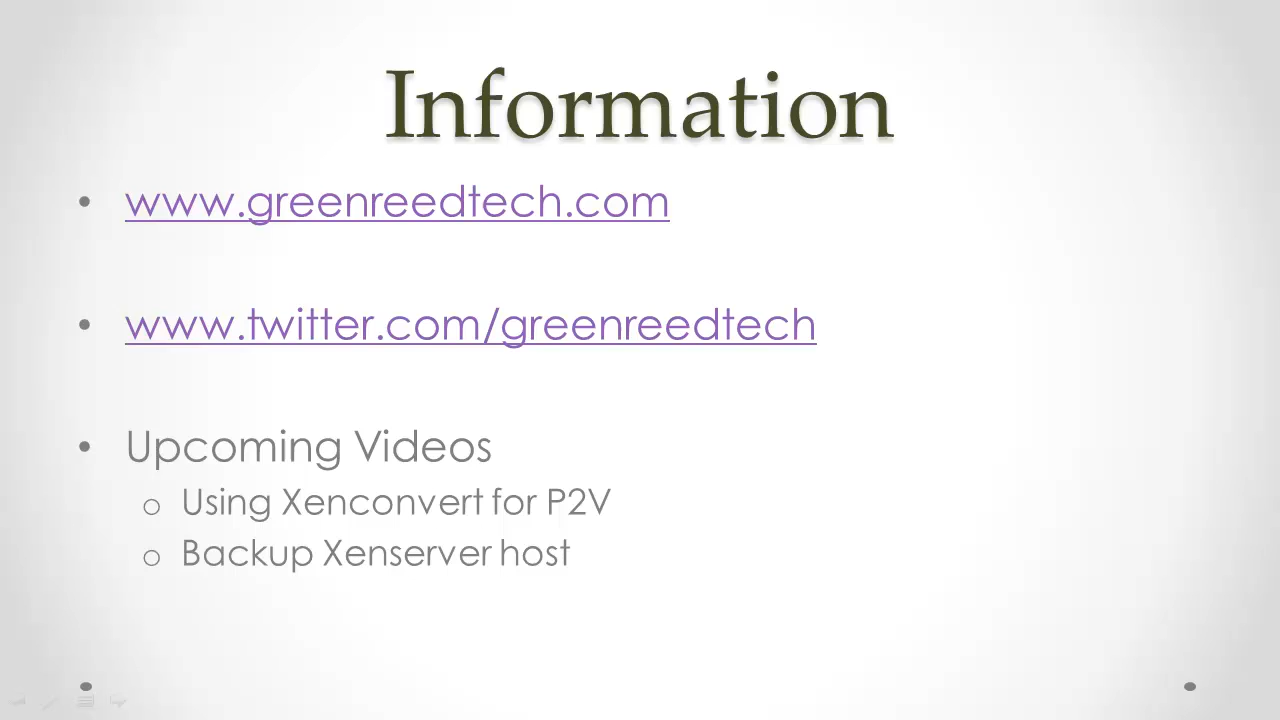 Information
• www.greenreedtech.com
• www.twitter.com/greenreedtech
• Upcoming Videos
o Using Xenconvert for P2V
o Backup Xenserver host